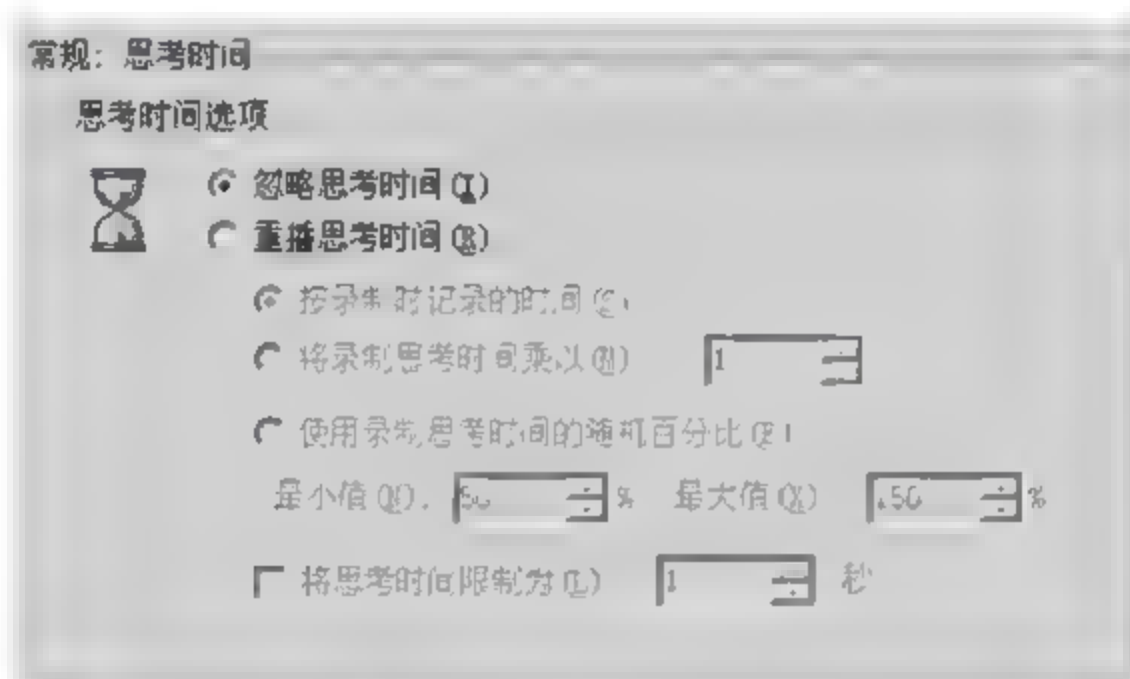 常规: 思考时间
思考时间选项
忽略思考时间(I)
重播思考时间(R)
按录制时记录的时间
将录制思考时间乘以(M) 1
使用录制思考时间的随机百分比(P)
最小值(N): % 最大值(X) 150 %
将思考时间限制为(L) 1 秒